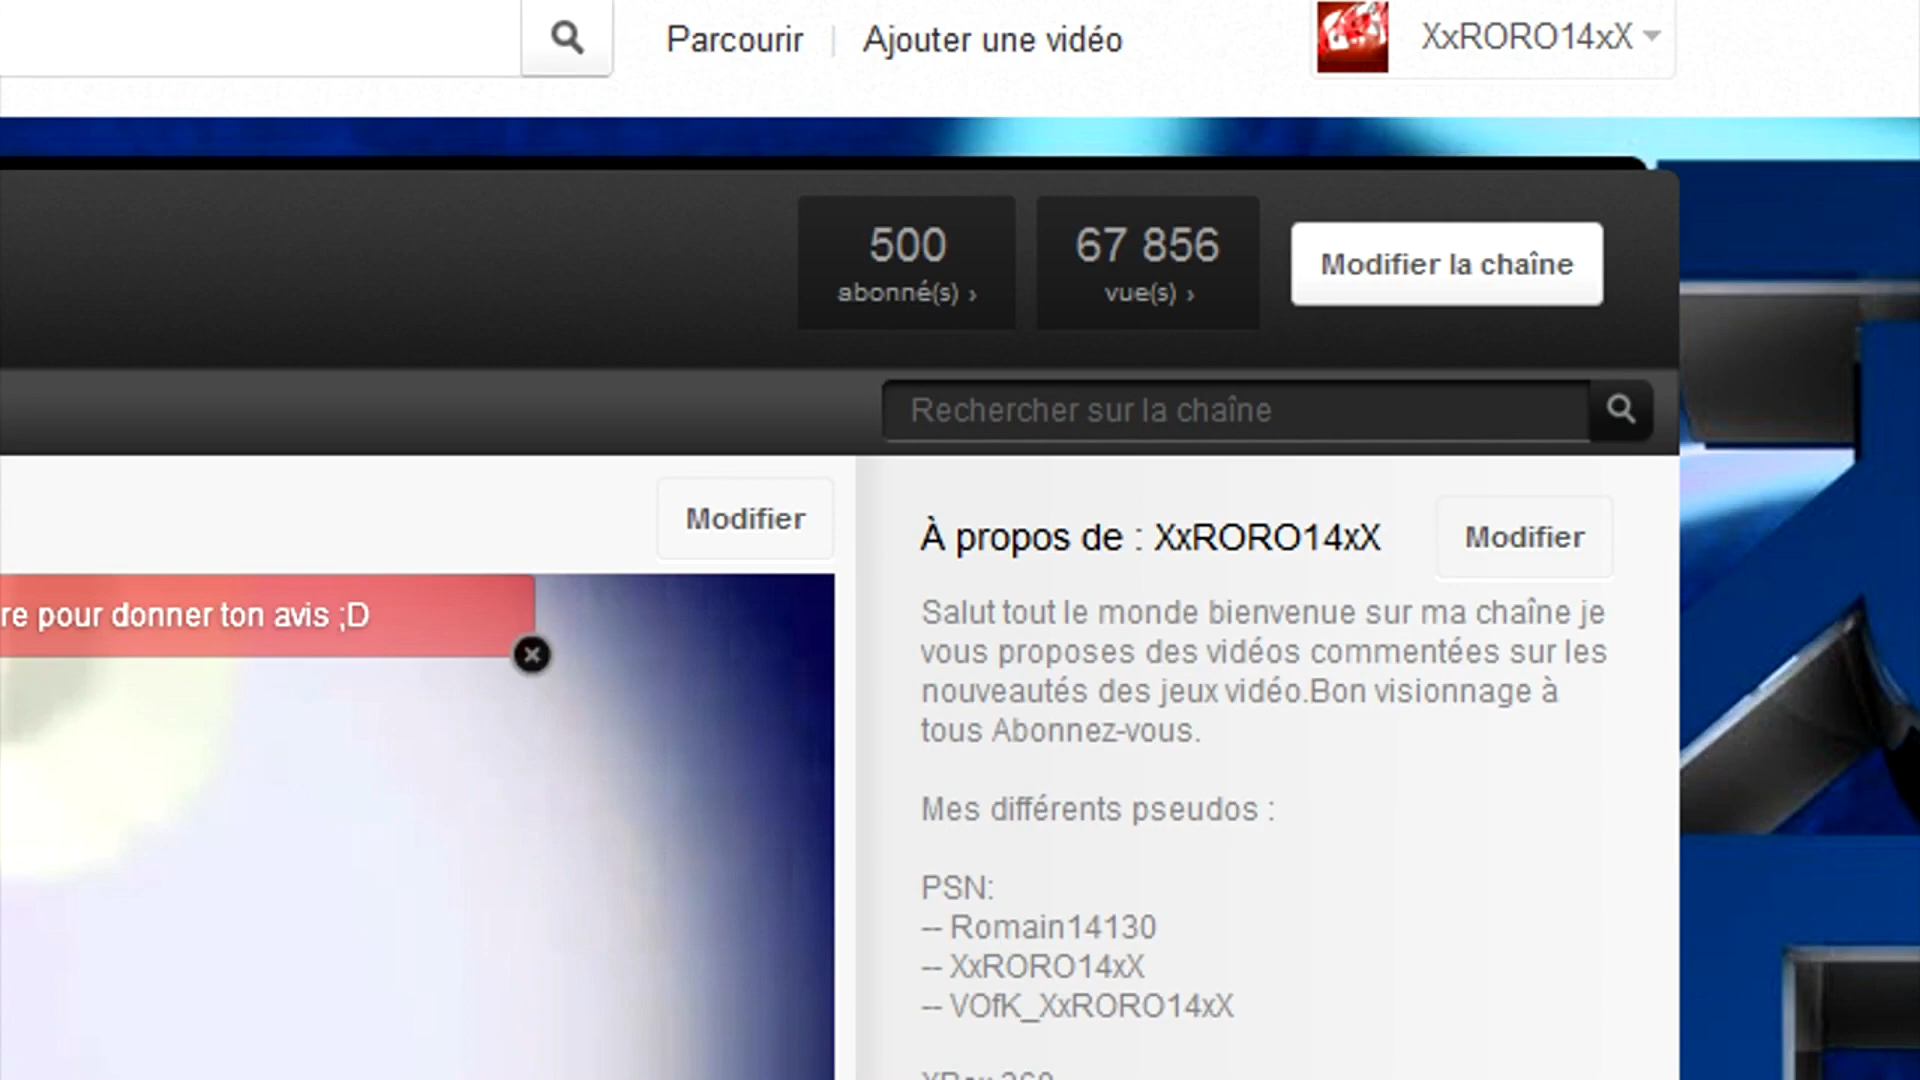 Parcourir
Ajouter une vidéo
XxRORO14xX
500
abonné(s) ›
67 856
vue(s) ›
Modifier la chaîne
Rechercher sur la chaîne
Modifier
re pour donner ton avis ;D
À propos de : XxRORO14xX
Modifier
Salut tout le monde bienvenue sur ma chaîne je
vous proposes des vidéos commentées sur les
nouveautés des jeux vidéo.Bon visionnage à
tous Abonnez-vous.
Mes différents pseudos :
PSN:
-- Romain14130
-- XxRORO14xX
-- VOfK_XxRORO14xX